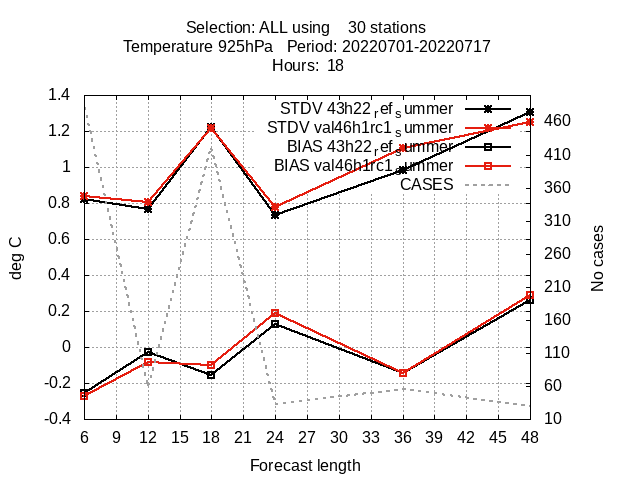 Selection: ALL using    30 stations
Temperature 925hPa   Period: 20220701-20220717
Hours: 18
1.4
1.2
1
0.8
0.6
0.4
0.2
0
-0.2
-0.4
deg C
STDV 43h22_ref_summer
STDV val46h1rc1_summer
BIAS 43h22_ref_summer
BIAS val46h1rc1_summer
CASES
460
410
360
310
260
210
160
110
60
10
No cases
6 9 12 15 18 21 24 27 30 33 36 39 42 45 48
Forecast length